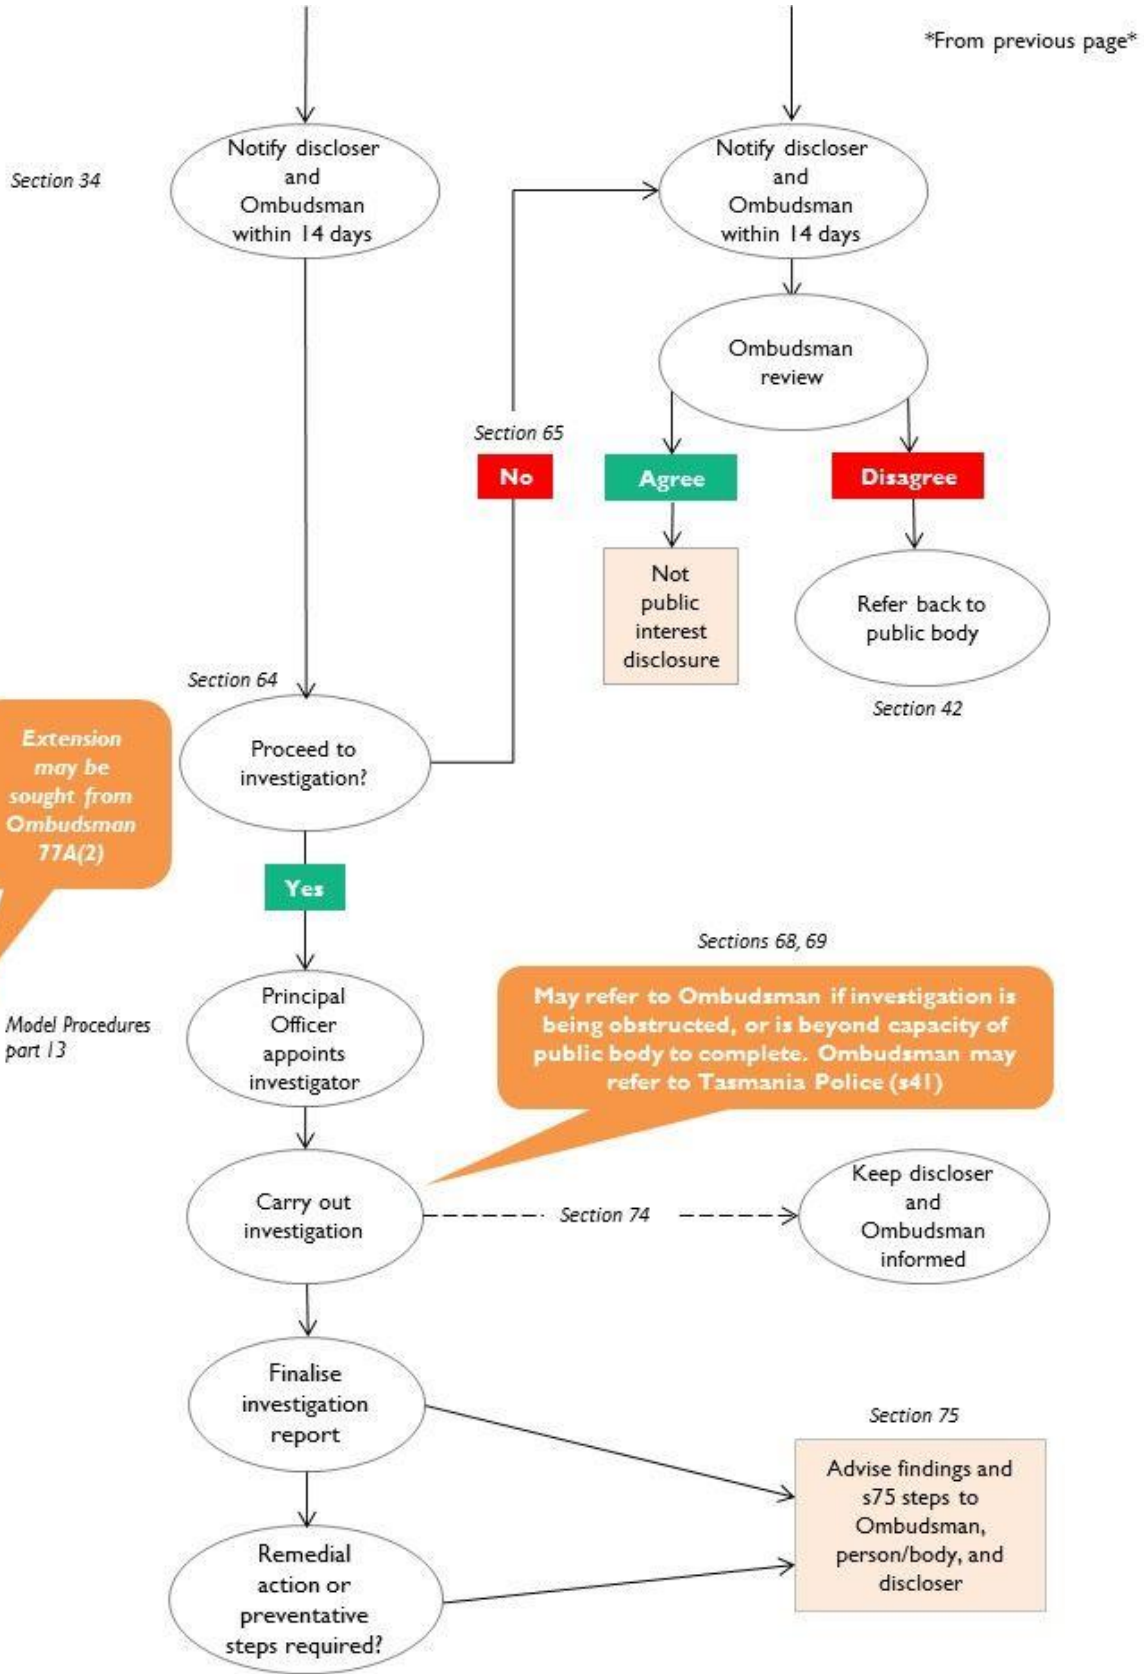 *From previous page*
Section 34
Notify discloser
and
Ombudsman
within 14 days
Notify discloser
and
Ombudsman
within 14 days
Ombudsman
review
Section 65
No
Agree
Disagree
Not
public
interest
disclosure
Refer back to
public body
Section 42
Section 64
Proceed to
investigation?
Extension
may be
sought from
Ombudsman
77A(2)
Yes
Model Procedures
part 13
Principal
Officer
appoints
investigator
Sections 68, 69
May refer to Ombudsman if investigation is
being obstructed, or is beyond capacity of
public body to complete. Ombudsman may
refer to Tasmania Police (s41)
Carry out
investigation
Section 74
Keep discloser
and
Ombudsman
informed
Finalise
investigation
report
Section 75
Advise findings and
s75 steps to
Ombudsman,
person/body, and
discloser
Remedial
action or
preventative
steps required?